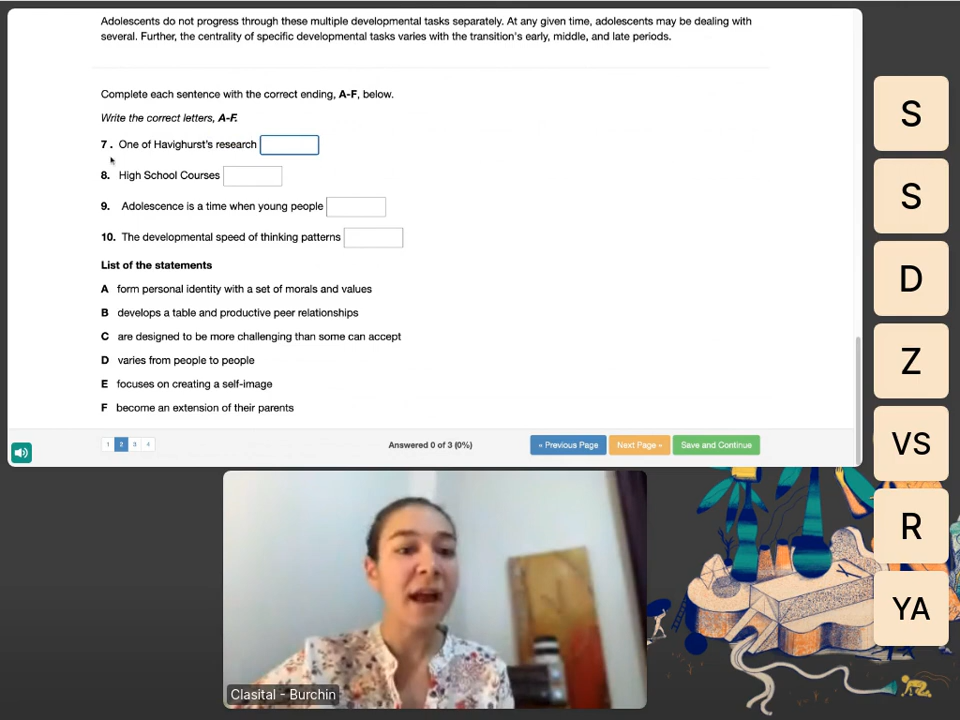 Adolescents do not progress through these multiple developmental tasks separately. At any given time, adolescents may be dealing with
several. Further, the centrality of specific developmental tasks varies with the transition's early, middle, and late periods.
Complete each sentence with the correct ending, A-F, below.
Write the correct letters, A-F.
7 . One of Havighurst's research
8. High School Courses
9. Adolescence is a time when young people
10. The developmental speed of thinking patterns
List of the statements
A form personal identity with a set of morals and values
B develops a table and productive peer relationships
C are designed to be more challenging than some can accept
D varies from people to people
E focuses on creating a self-image
F become an extension of their parents
1 2 3 4
Answered 0 of 3 (0%)
« Previous Page
Next Page »
Save and Continue
S
S
D
Z
VS
R
YA
Clasital - Burchin